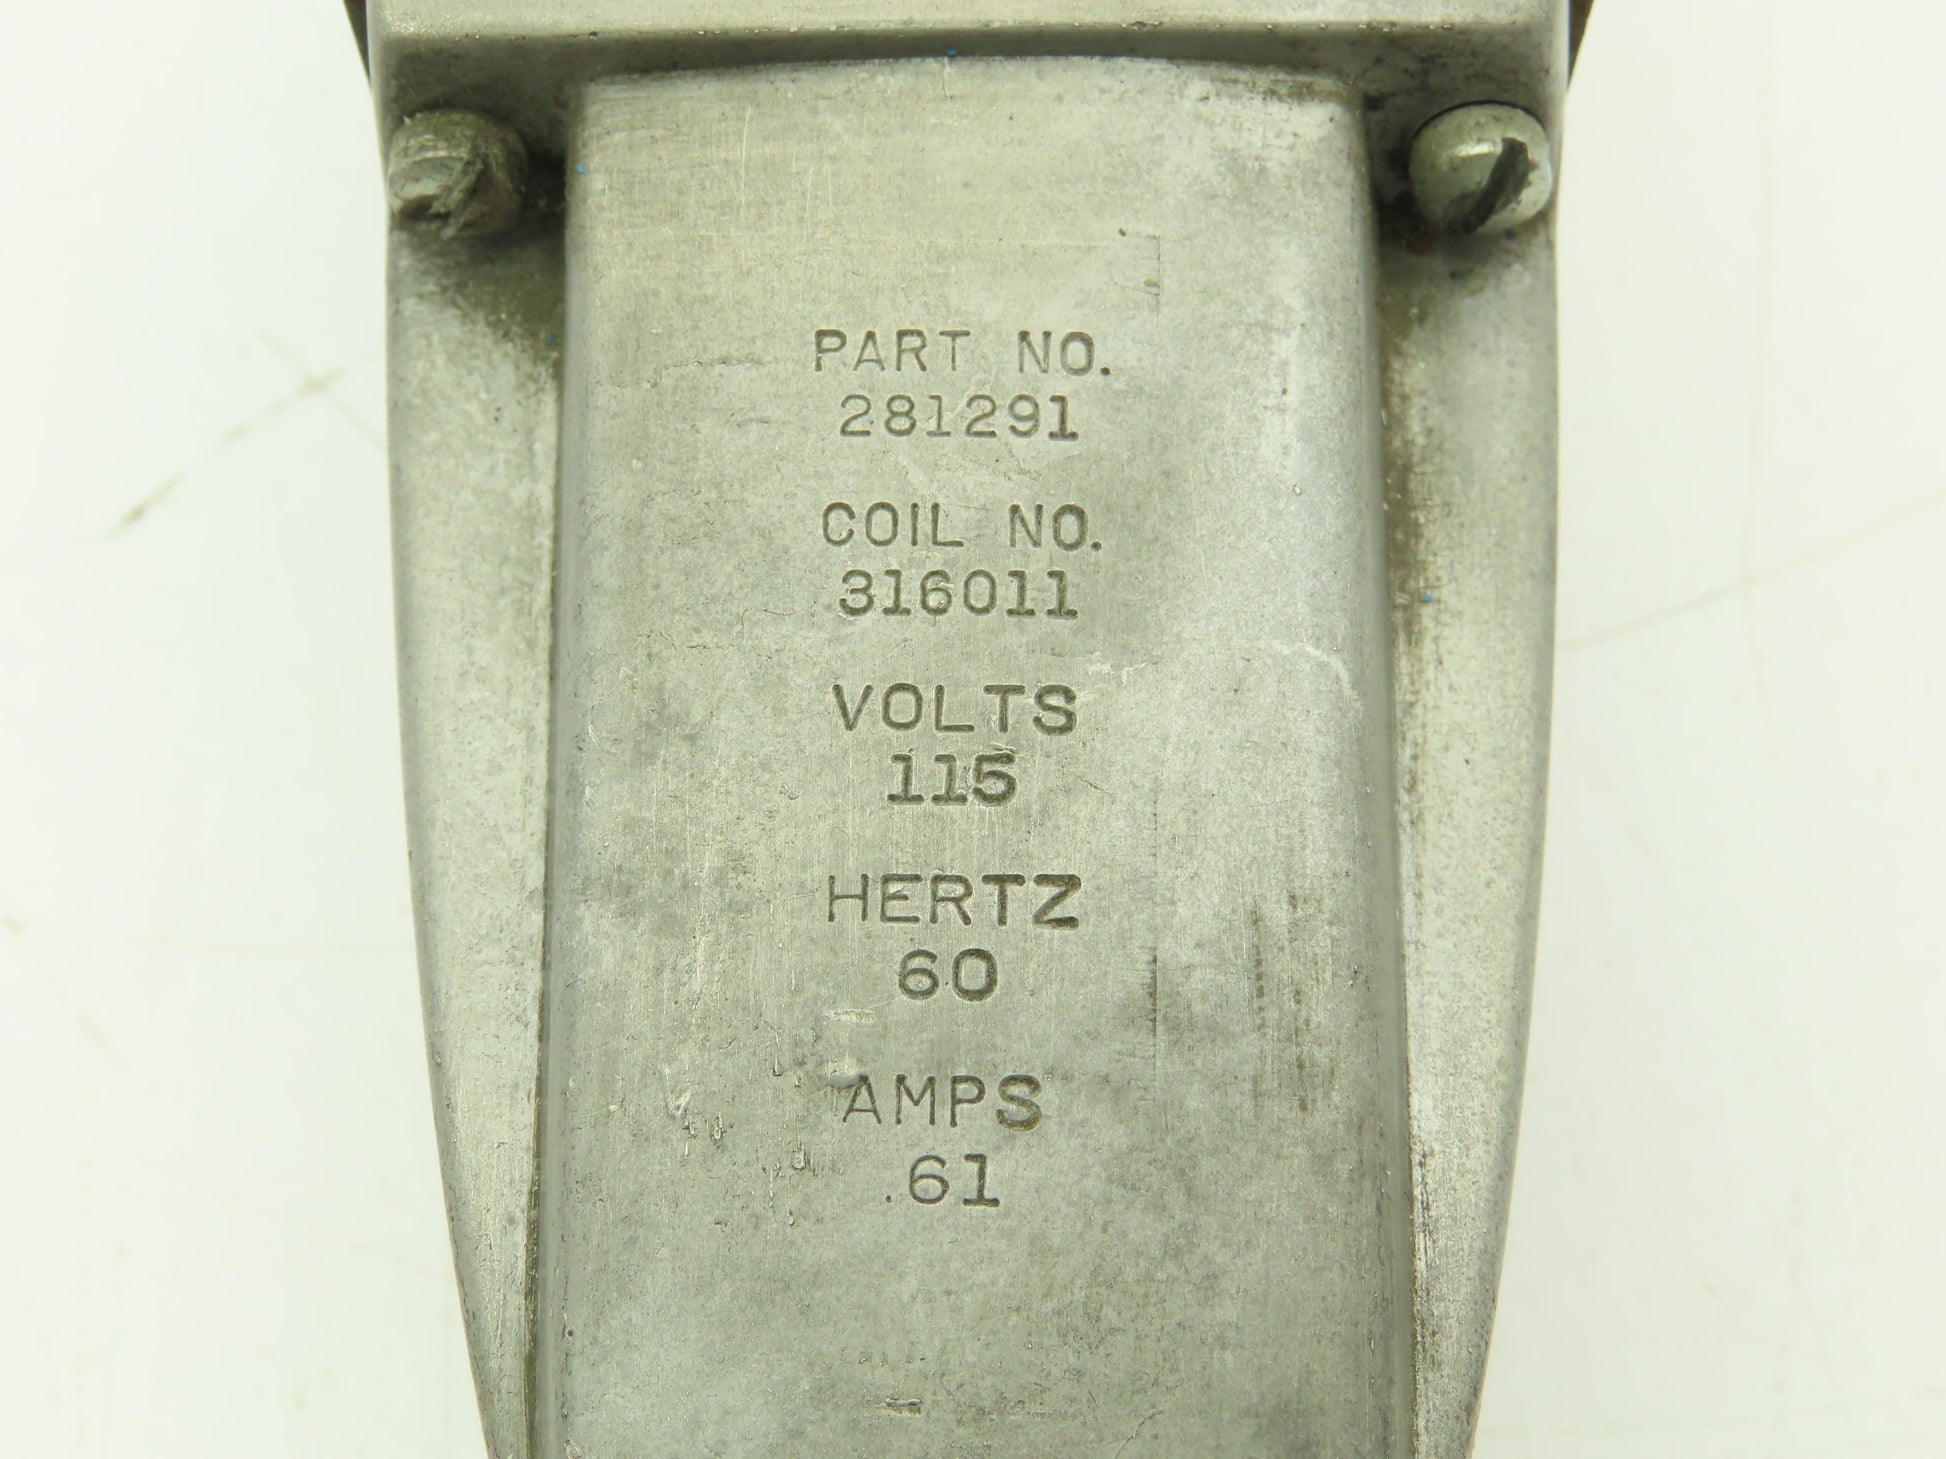 PART NO.
281291
COIL NO.
316011
VOLTS
115
HERTZ
60
AMPS
.61